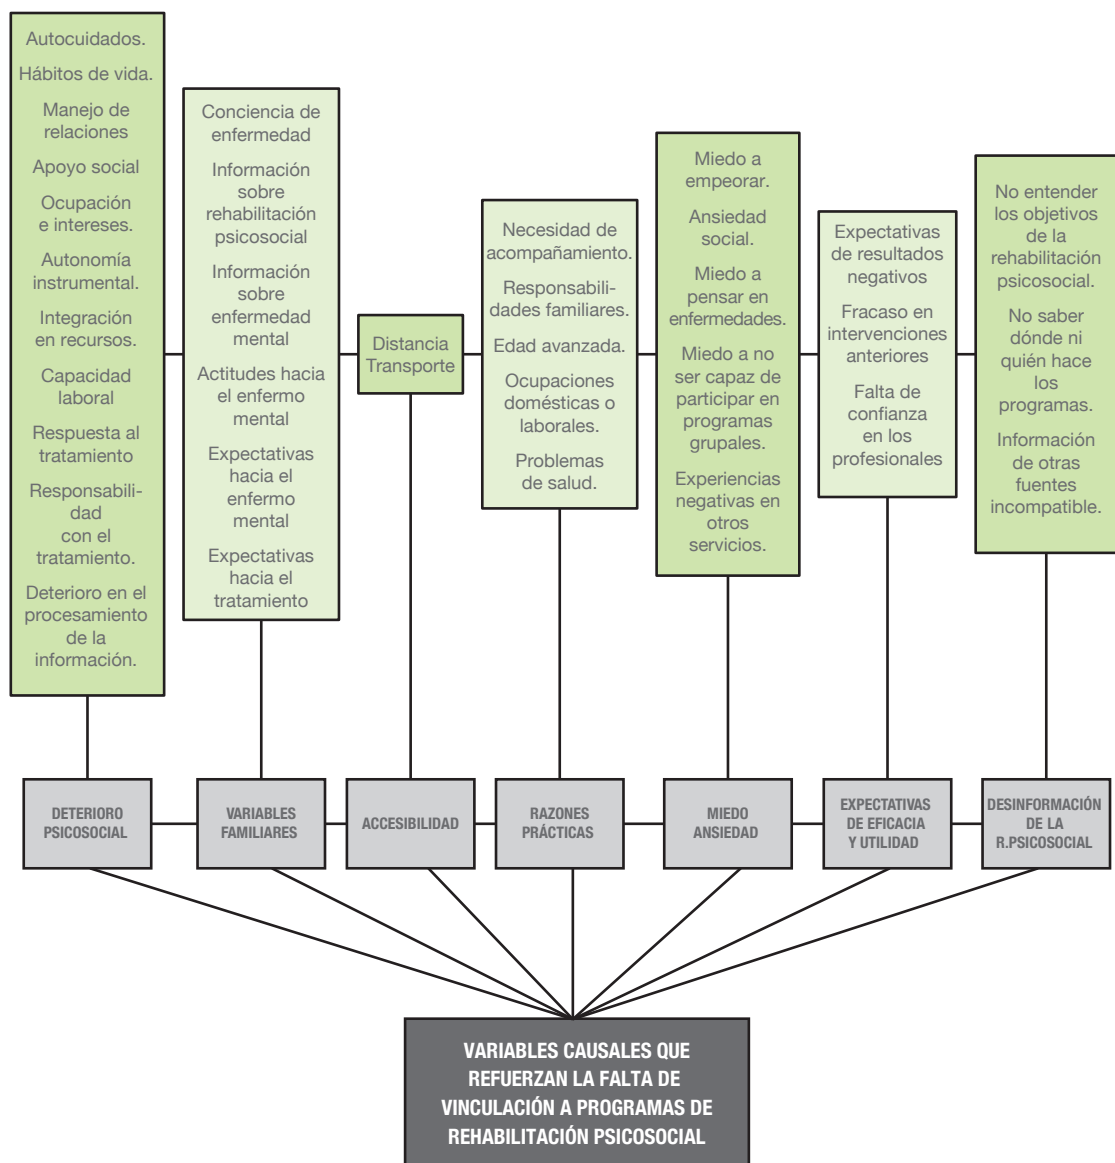 Autocuidados.
Hábitos de vida.
Manejo de
relaciones
Apoyo social
Ocupación
e intereses.
Autonomía
instrumental.
Integración
en recursos.
Capacidad
laboral
Respuesta al
tratamiento
Responsabili-
dad
con el
tratamiento.
Deterioro en el
procesamiento
de la
información.
Conciencia de
enfermedad
Información
sobre
rehabilitación
psicosocial
Información
sobre
enfermedad
mental
Actitudes hacia
el enfermo
mental
Expectativas
hacia el
enfermo
mental
Expectativas
hacia el
tratamiento
Distancia
Transporte
Necesidad de
acompañamiento.
Responsabili-
dades familiares.
Edad avanzada.
Ocupaciones
domésticas o
laborales.
Problemas
de salud.
Miedo a
empeorar.
Ansiedad
social.
Miedo a
pensar en
enfermedades.
Miedo a no
ser capaz de
participar en
programas
grupales.
Experiencias
negativas en
otros
servicios.
Expectativas
de resultados
negativos
Fracaso en
intervenciones
anteriores
Falta de
confianza
en los
profesionales
No entender
los objetivos
de la
rehabilitación
psicosocial.
No saber
dónde ni
quién hace
los
programas.
Información
de otras
fuentes
incompatible.
DETERIORO
PSICOSOCIAL
VARIABLES
FAMILIARES
ACCESIBILIDAD
RAZONES
PRÁCTICAS
MIEDO
ANSIEDAD
EXPECTATIVAS
DE EFICACIA
Y UTILIDAD
DESINFORMACIÓN
DE LA
R.PSICOSOCIAL
VARIABLES CAUSALES QUE
REFUERZAN LA FALTA DE
VINCULACIÓN A PROGRAMAS DE
REHABILITACIÓN PSICOSOCIAL